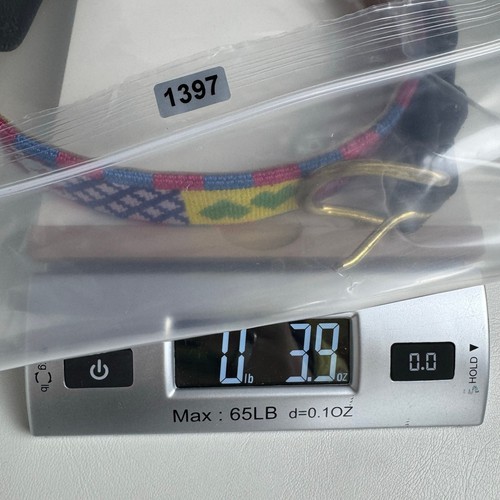 1397
0 lb 3.9 oz
0.0
HOLD ▼
Max : 65LB d=0.1OZ